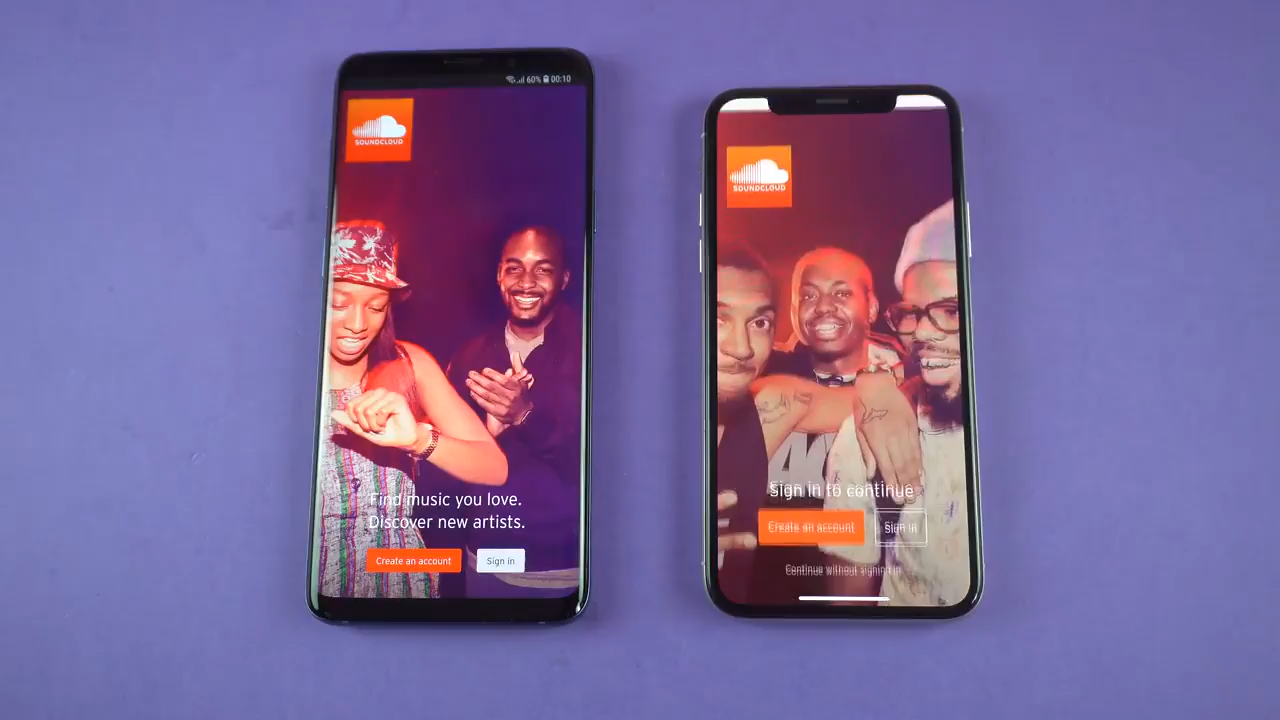 60% 00:10
SOUNDCLOUD
Find music you love.
Discover new artists.
Create an account
Sign in
SOUNDCLOUD
Sign in to continue
Create an account
Sign in
Continue without signing in